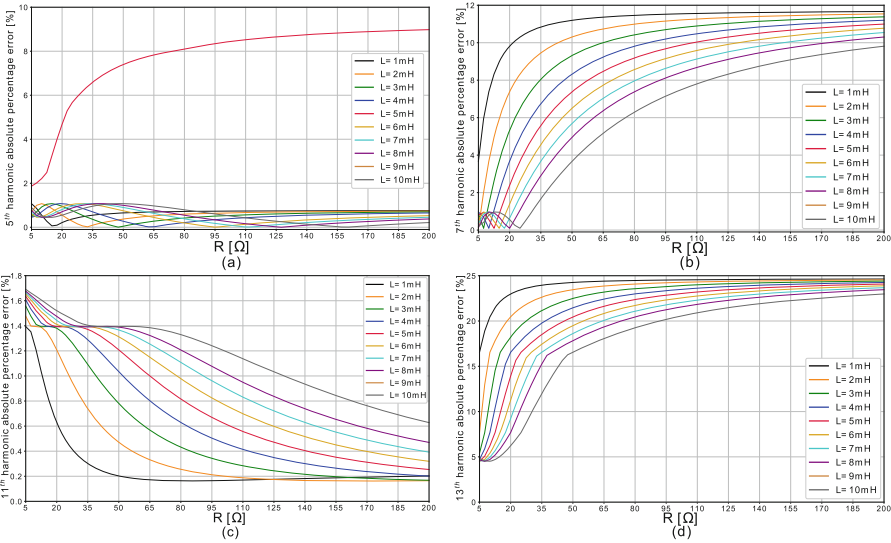 5th harmonic absolute percentage error [%]
10
8
6
4
2
0
5 20 35 50 65 80 95 110 125 140 155 170 185 200
R [Ω]
(a)
L= 1mH
L= 2mH
L= 3mH
L= 4mH
L= 5mH
L= 6mH
L= 7mH
L= 8mH
L= 9mH
L= 10mH
7th harmonic absolute percentage error [%]
12
10
8
6
4
2
0
5 20 35 50 65 80 95 110 125 140 155 170 185 200
R [Ω]
(b)
L= 1mH
L= 2mH
L= 3mH
L= 4mH
L= 5mH
L= 6mH
L= 7mH
L= 8mH
L= 9mH
L= 10mH
11th harmonic absolute percentage error [%]
1.8
1.6
1.4
1.2
1.0
0.8
0.6
0.4
0.2
0.0
5 20 35 50 65 80 95 110 125 140 155 170 185 200
R [Ω]
(c)
L= 1mH
L= 2mH
L= 3mH
L= 4mH
L= 5mH
L= 6mH
L= 7mH
L= 8mH
L= 9mH
L= 10mH
13th harmonic absolute percentage error [%]
25
20
15
10
5
0
5 20 35 50 65 80 95 110 125 140 155 170 185 200
R [Ω]
(d)
L= 1mH
L= 2mH
L= 3mH
L= 4mH
L= 5mH
L= 6mH
L= 7mH
L= 8mH
L= 9mH
L= 10mH